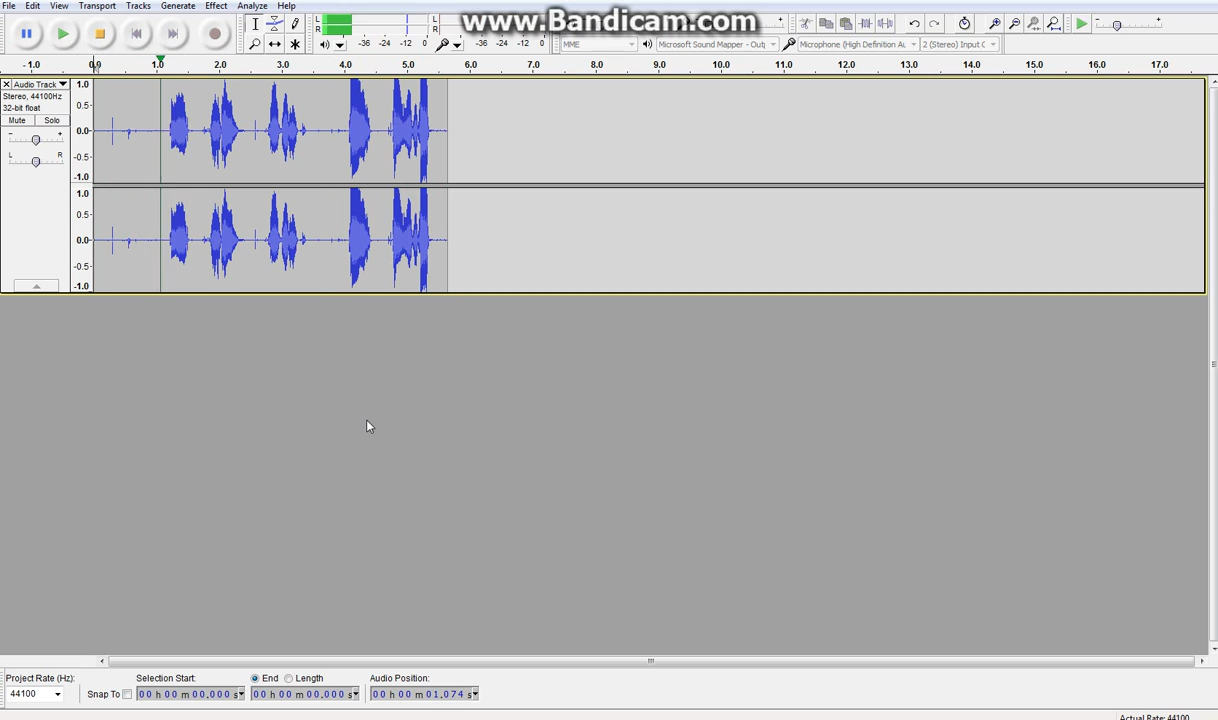 File Edit View Transport Tracks Generate Effect Analyze Help
www.Bandicam.com
L
R
-36 -24 -12 0
L
R
-36 -24 -12 0
MME
Microsoft Sound Mapper - Outp
Microphone (High Definition Au
2 (Stereo) Input C
-1.0 0.0 1.0 2.0 3.0 4.0 5.0 6.0 7.0 8.0 9.0 10.0 11.0 12.0 13.0 14.0 15.0 16.0 17.0
Audio Track
Stereo, 44100Hz
32-bit float
Mute Solo
- +
L R
1.0
0.5
0.0
-0.5
-1.0
1.0
0.5
0.0
-0.5
-1.0
Project Rate (Hz):
44100
Snap To
Selection Start:
00 h 00 m 00.000 s
End Length
00 h 00 m 00.000 s
Audio Position:
00 h 00 m 01.074 s
Actual Rate: 44100